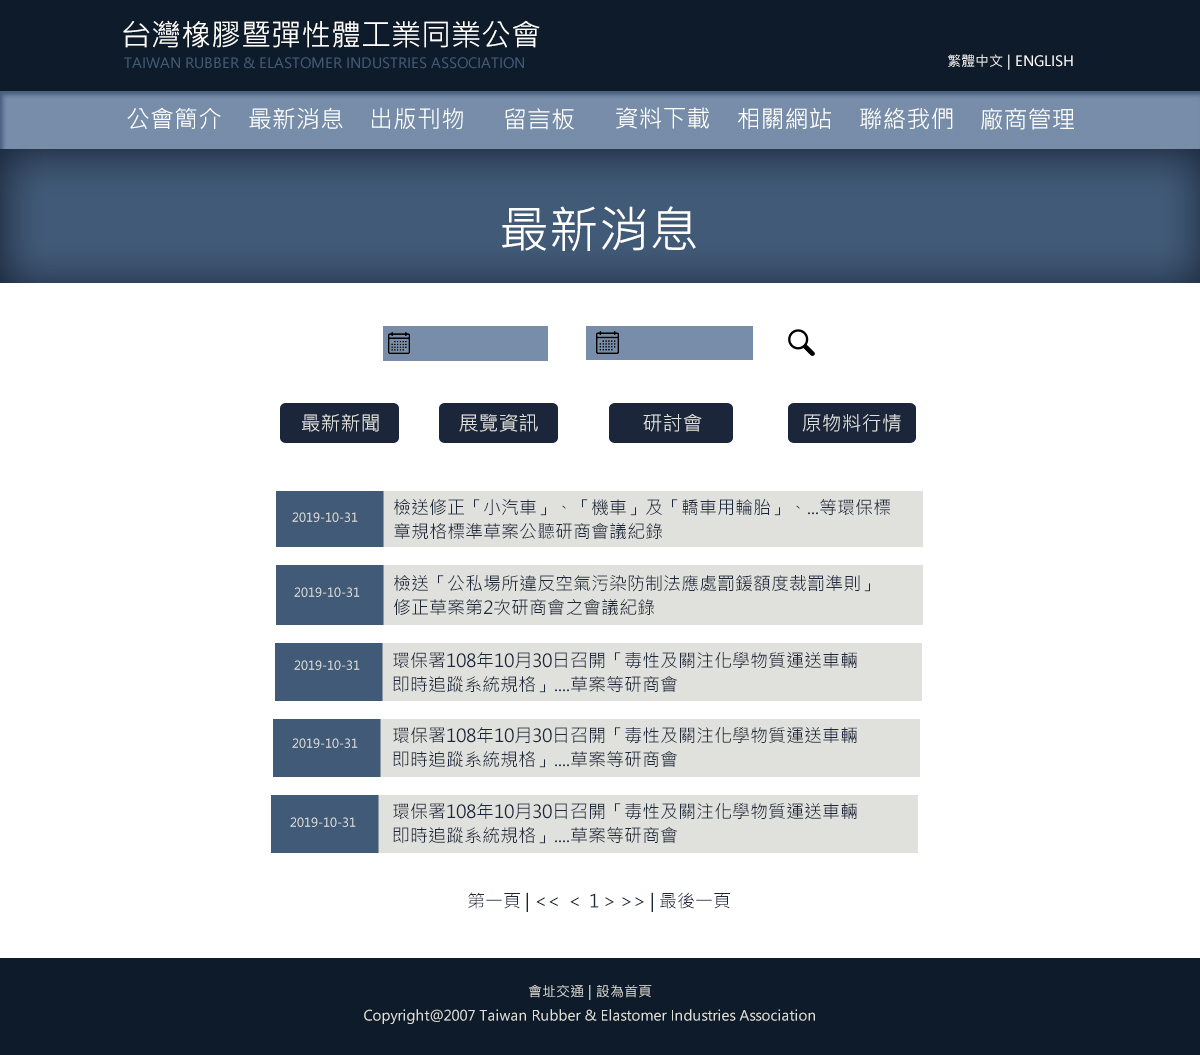 台灣橡膠暨彈性體工業同業公會
TAIWAN RUBBER & ELASTOMER INDUSTRIES ASSOCIATION
繁體中文 | ENGLISH
公會簡介 最新消息 出版刊物 留言板 資料下載 相關網站 聯絡我們 廠商管理
最新消息
最新新聞 展覽資訊 研討會 原物料行情
2019-10-31
檢送修正「小汽車」、「機車」及「轎車用輪胎」、...等環保標
章規格標準草案公聽研商會議紀錄
2019-10-31
檢送「公私場所違反空氣污染防制法應處罰鍰額度裁罰準則」
修正草案第2次研商會之會議紀錄
2019-10-31
環保署108年10月30日召開「毒性及關注化學物質運送車輛
即時追蹤系統規格」....草案等研商會
2019-10-31
環保署108年10月30日召開「毒性及關注化學物質運送車輛
即時追蹤系統規格」....草案等研商會
2019-10-31
環保署108年10月30日召開「毒性及關注化學物質運送車輛
即時追蹤系統規格」....草案等研商會
第一頁 | << < 1 > >> | 最後一頁
會址交通 | 設為首頁
Copyright@2007 Taiwan Rubber & Elastomer Industries Association